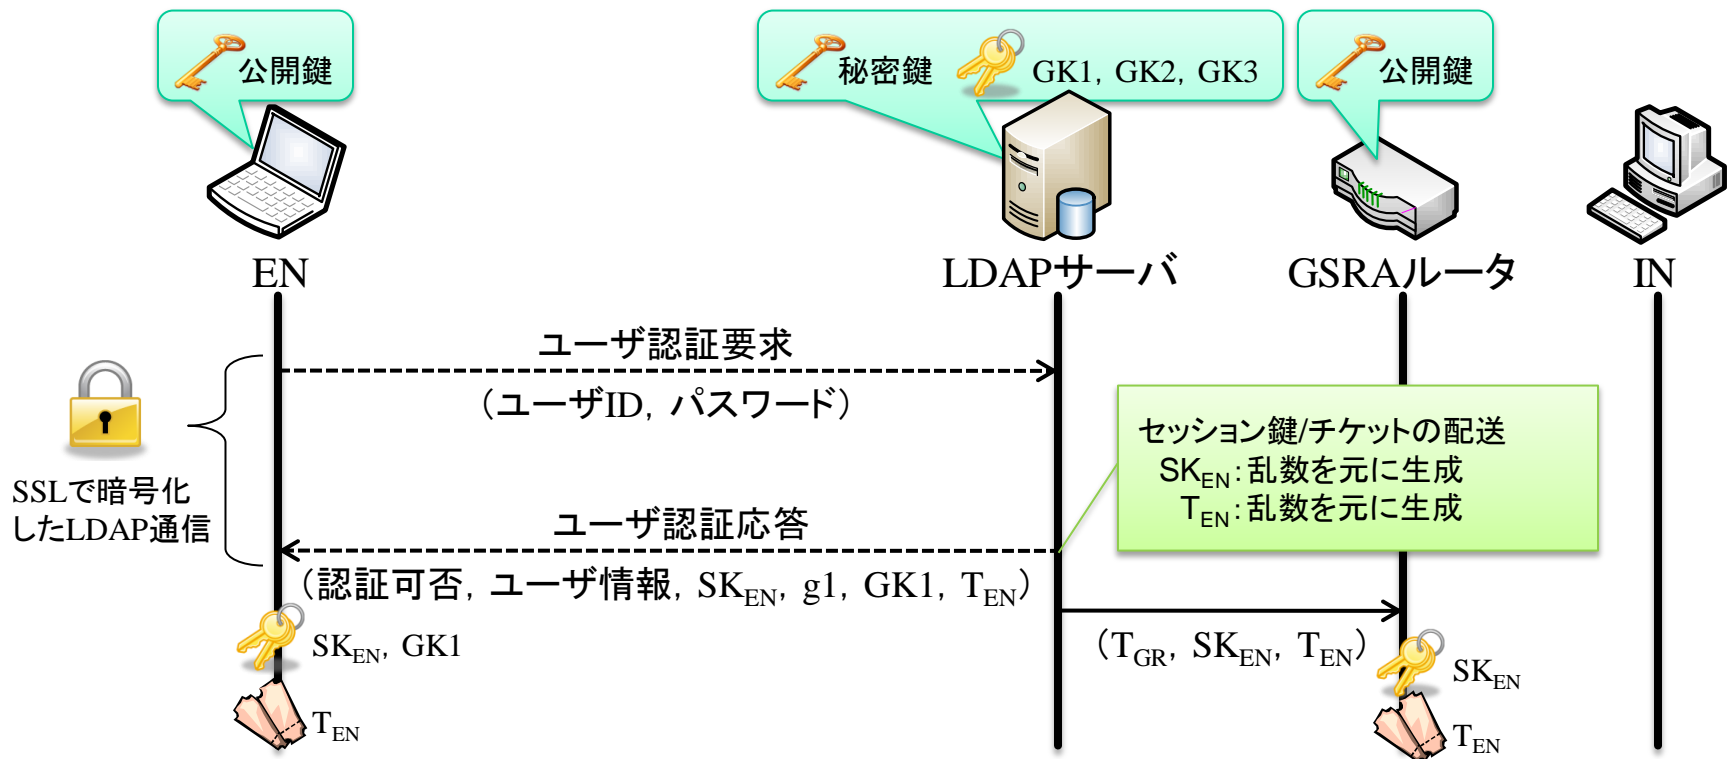 公開鍵
秘密鍵
GK1, GK2, GK3
公開鍵
EN
LDAPサーバ
GSRAルータ
IN
ユーザ認証要求
(ユーザID, パスワード)
セッション鍵/チケットの配送
SKEN:乱数を元に生成
TEN:乱数を元に生成
SSLで暗号化
したLDAP通信
ユーザ認証応答
(認証可否, ユーザ情報, SKEN, g1, GK1, TEN)
SKEN, GK1
(TGR, SKEN, TEN)
SKEN
TEN
TEN